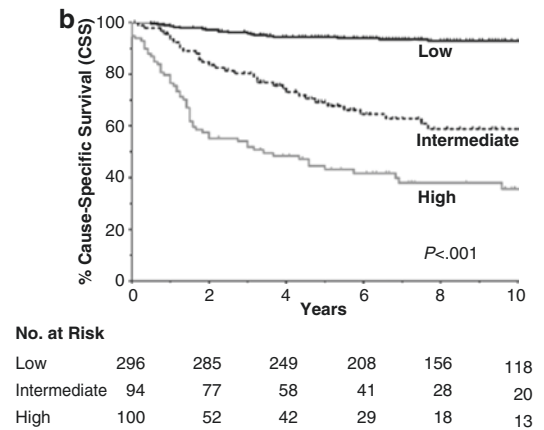 b
% Cause-Specific Survival (CSS)
100
80
60
40
20
0
Low
Intermediate
High
P<.001
0 2 4 6 8 10
Years
No. at Risk
Low 296 285 249 208 156 118
Intermediate 94 77 58 41 28 20
High 100 52 42 29 18 13